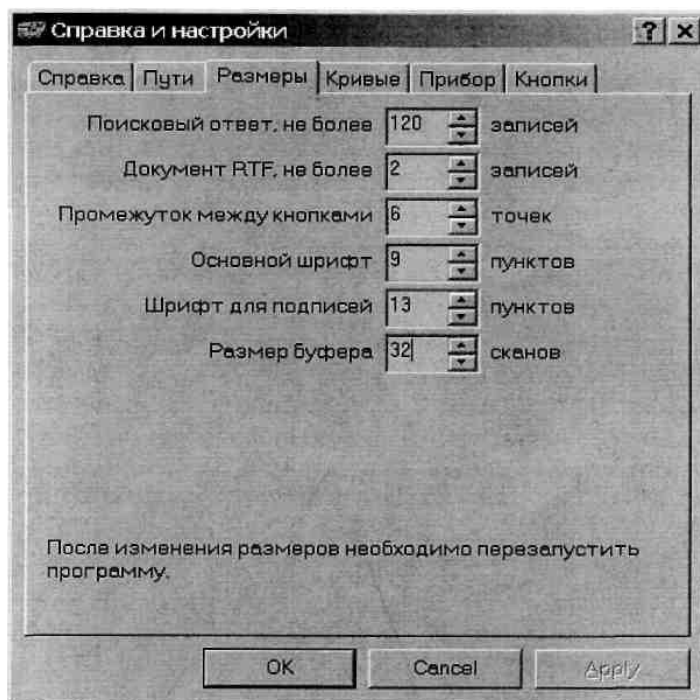 Справка и настройки
Справка Пути Размеры Кривые Прибор Кнопки
Поисковый ответ, не более 120 записей
Документ RTF, не более 2 записей
Промежуток между кнопками 6 точек
Основной шрифт 9 пунктов
Шрифт для подписей 13 пунктов
Размер буфера 32 сканов
После изменения размеров необходимо перезапустить
программу.
OK Cancel Apply